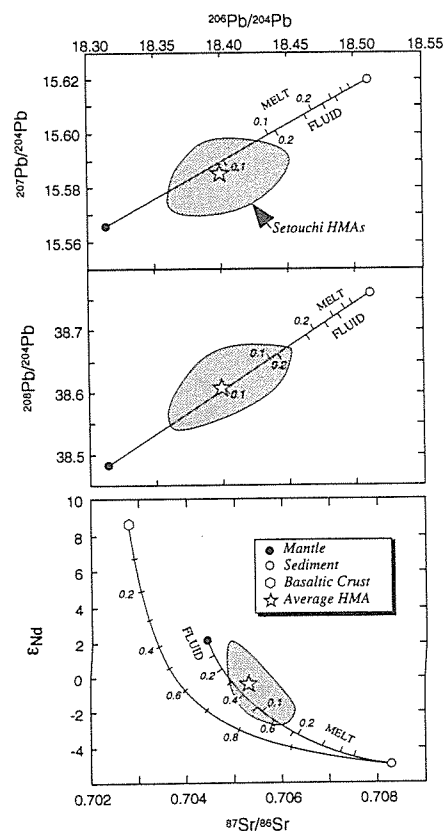 ²⁰⁶Pb/²⁰⁴Pb
18.30 18.35 18.40 18.45 18.50 18.55
²⁰⁷Pb/²⁰⁴Pb
15.62
15.60
15.58
15.56
MELT
FLUID
0.2
0.1
0.2
0.1
Setouchi HMAs
²⁰⁸Pb/²⁰⁴Pb
38.7
38.6
38.5
MELT
FLUID
0.2
0.1
0.2
0.1
εNd
10
8
6
4
2
0
-2
-4
Mantle
Sediment
Basaltic Crust
Average HMA
FLUID
0.2
0.4
0.6
0.8
0.2
0.4
0.6
0.1
0.2
MELT
0.702 0.704 0.706 0.708
⁸⁷Sr/⁸⁶Sr